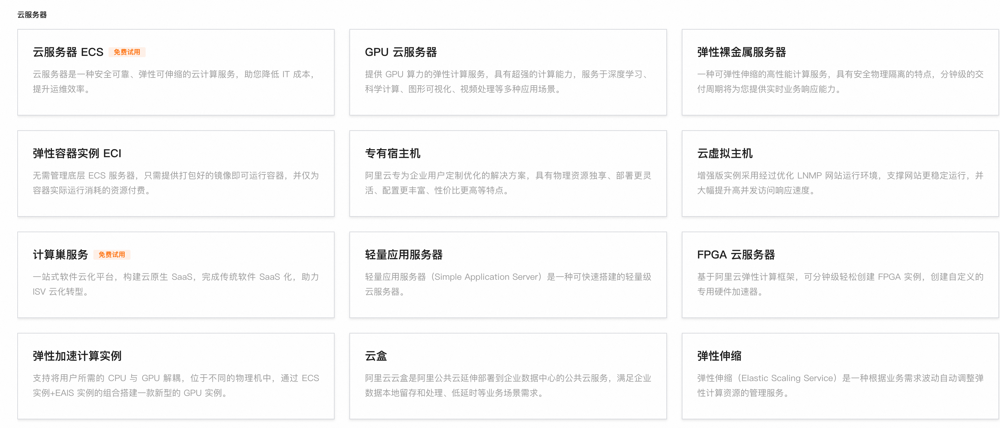 云服务器
云服务器 ECS 免费试用
云服务器是一种安全可靠、弹性可伸缩的云计算服务，助您降低 IT 成本，
提升运维效率。
GPU 云服务器
提供 GPU 算力的弹性计算服务，具有超强的计算能力，服务于深度学习、
科学计算、图形可视化、视频处理等多种应用场景。
弹性裸金属服务器
一种可弹性伸缩的高性能计算服务，具有安全物理隔离的特点，分钟级的交
付周期将为您提供实时业务响应能力。
弹性容器实例 ECI
无需管理底层 ECS 服务器，只需提供打包好的镜像即可运行容器，并仅为
容器实际运行消耗的资源付费。
专有宿主机
阿里云专为企业用户定制优化的解决方案，具有物理资源独享、部署更灵
活、配置更丰富、性价比更高等特点。
云虚拟主机
增强版实例采用经过优化 LNMP 网站运行环境，支撑网站更稳定运行，并
大幅提升高并发访问响应速度。
计算巢服务 免费试用
一站式软件云化平台，构建云原生 SaaS，完成传统软件 SaaS 化，助力
ISV 云化转型。
轻量应用服务器
轻量应用服务器（Simple Application Server）是一种可快速搭建的轻量级
云服务器。
FPGA 云服务器
基于阿里云弹性计算框架，可分钟级轻松创建 FPGA 实例，创建自定义的
专用硬件加速器。
弹性加速计算实例
支持将用户所需的 CPU 与 GPU 解耦，位于不同的物理机中，通过 ECS
实例+EAIS 实例的组合搭建一款新型的 GPU 实例。
云盒
阿里云云盒是阿里公共云延伸部署到企业数据中心的公共云服务，满足企业
数据本地留存和处理、低延时等业务场景需求。
弹性伸缩
弹性伸缩（Elastic Scaling Service）是一种根据业务需求波动自动调整弹
性计算资源的管理服务。